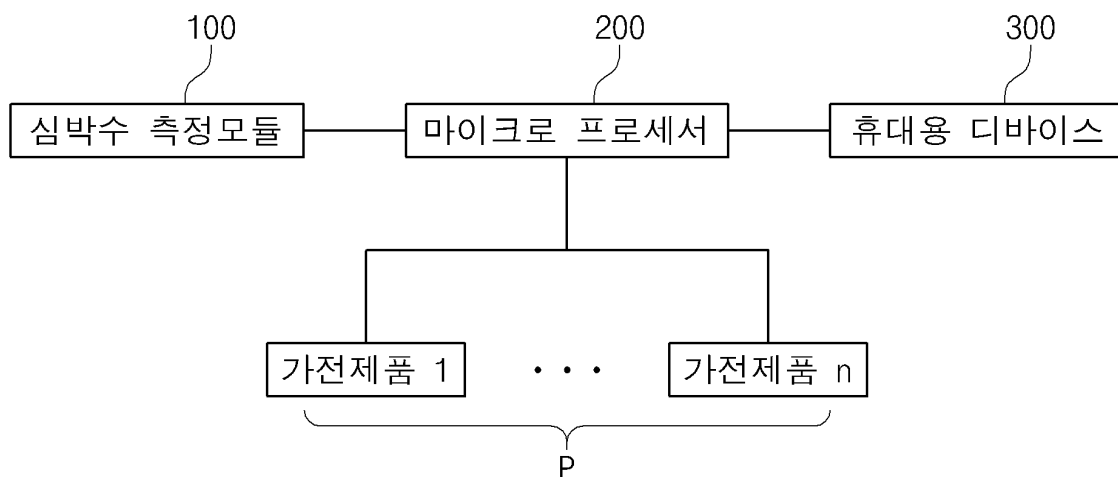 100
200
300
심박수 측정모듈
마이크로 프로세서
휴대용 디바이스
가전제품 1
• • •
가전제품 n
P